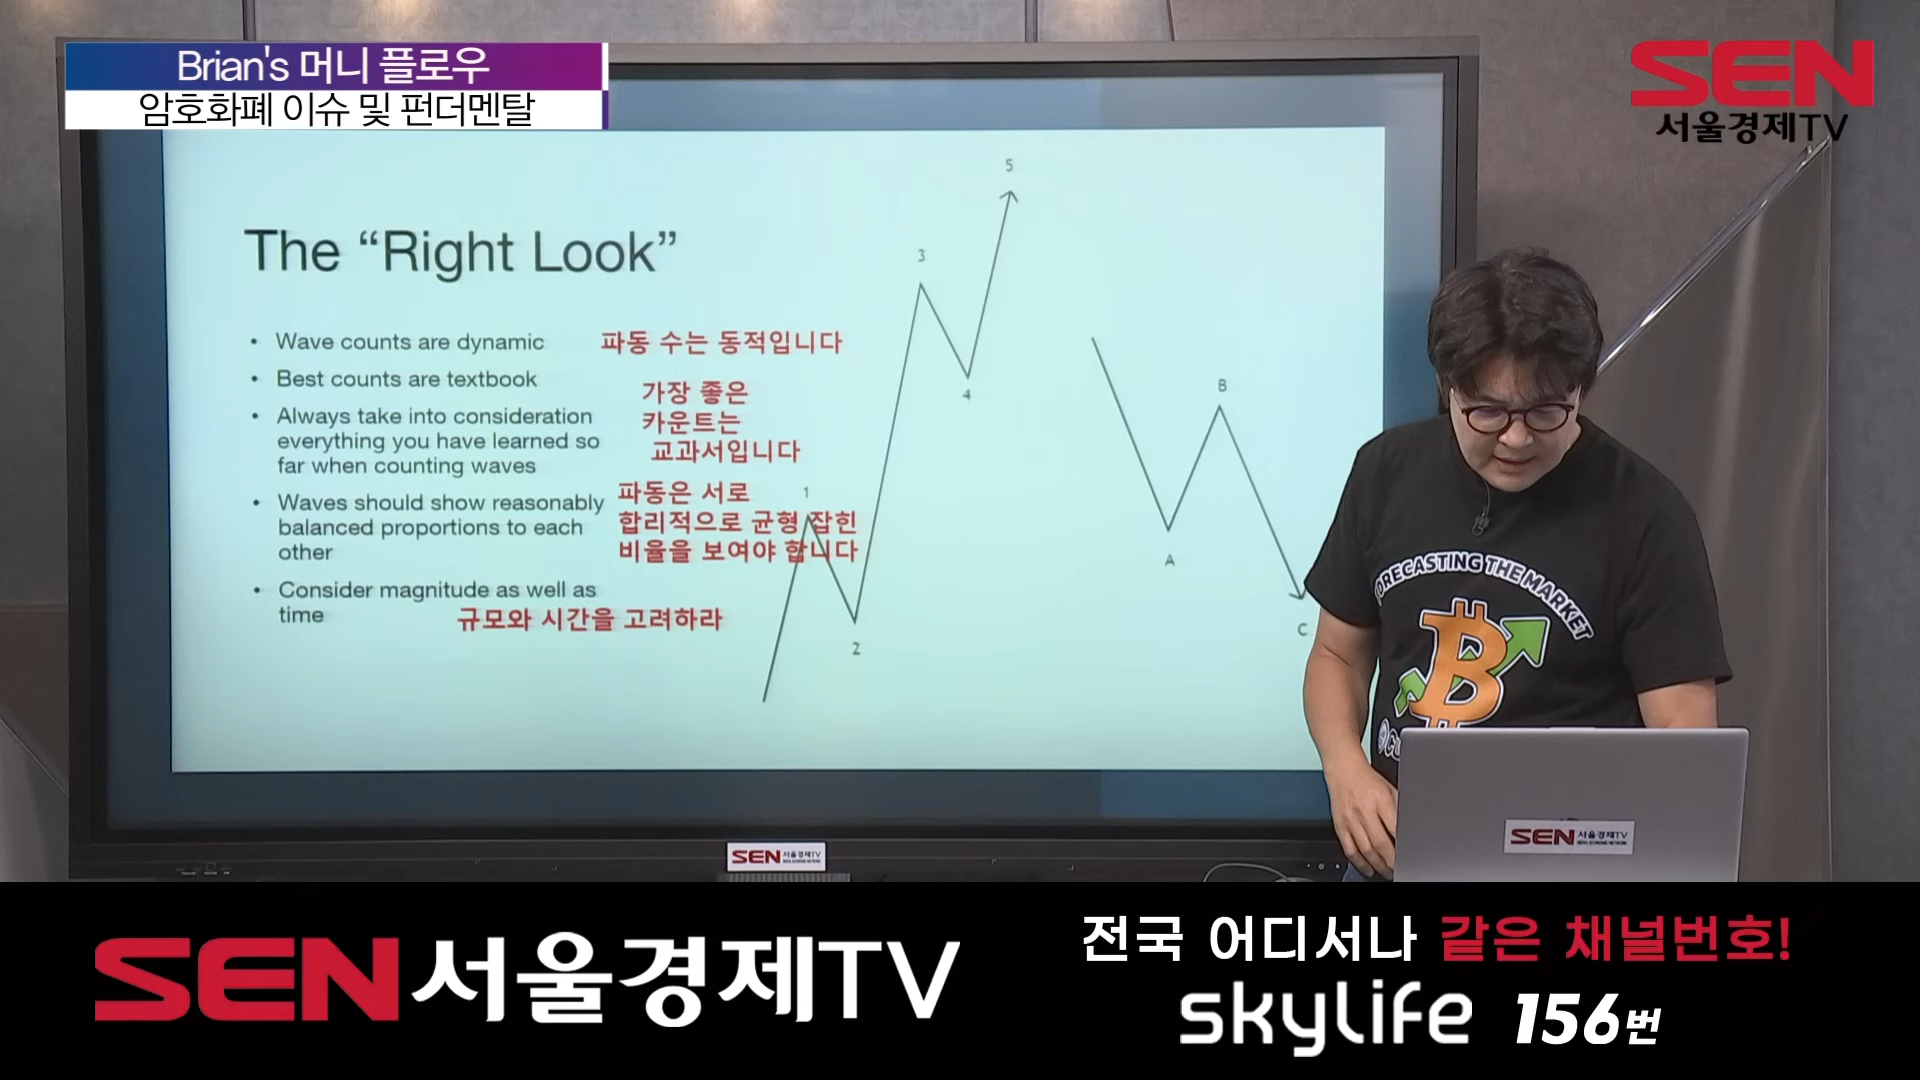 Brian's 머니 플로우
암호화폐 이슈 및 펀더멘탈
SEN
서울경제TV
The “Right Look”
• Wave counts are dynamic
파동 수는 동적입니다
• Best counts are textbook
가장 좋은
카운트는
교과서입니다
• Always take into consideration
everything you have learned so
far when counting waves
• Waves should show reasonably
balanced proportions to each
other
파동은 서로
합리적으로 균형 잡힌
비율을 보여야 합니다
• Consider magnitude as well as
time
규모와 시간을 고려하라
1
2
3
4
5
A
B
C
FORECASTING THE MARKET
SEN 서울경제TV
SEN 서울경제TV
SEN 서울경제TV
전국 어디서나 같은 채널번호!
skylife 156번